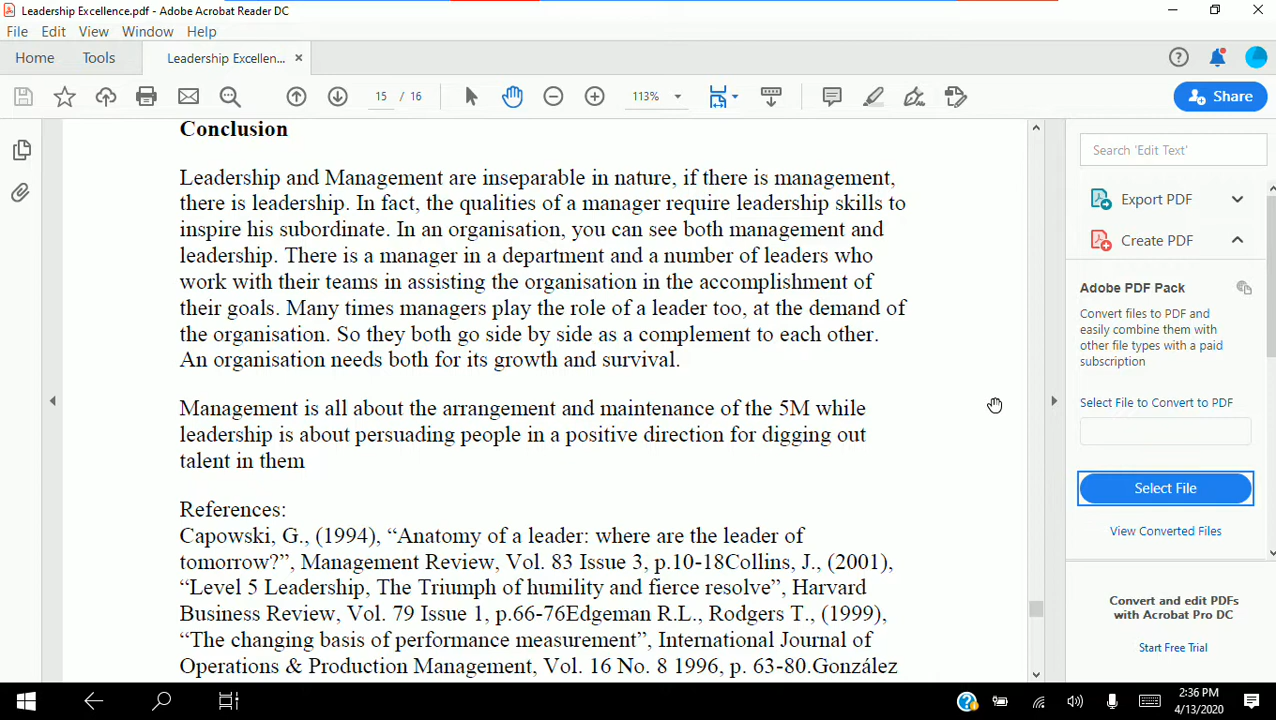 Leadership Excellence.pdf - Adobe Acrobat Reader DC
File Edit View Window Help
Home Tools Leadership Excellen... ×
15 / 16 113% Share
Conclusion
Leadership and Management are inseparable in nature, if there is management,
there is leadership. In fact, the qualities of a manager require leadership skills to
inspire his subordinate. In an organisation, you can see both management and
leadership. There is a manager in a department and a number of leaders who
work with their teams in assisting the organisation in the accomplishment of
their goals. Many times managers play the role of a leader too, at the demand of
the organisation. So they both go side by side as a complement to each other.
An organisation needs both for its growth and survival.
Management is all about the arrangement and maintenance of the 5M while
leadership is about persuading people in a positive direction for digging out
talent in them
References:
Capowski, G., (1994), “Anatomy of a leader: where are the leader of
tomorrow?”, Management Review, Vol. 83 Issue 3, p.10-18Collins, J., (2001),
“Level 5 Leadership, The Triumph of humility and fierce resolve”, Harvard
Business Review, Vol. 79 Issue 1, p.66-76Edgeman R.L., Rodgers T., (1999),
“The changing basis of performance measurement”, International Journal of
Operations & Production Management, Vol. 16 No. 8 1996, p. 63-80.González
Search 'Edit Text'
Export PDF
Create PDF
Adobe PDF Pack
Convert files to PDF and
easily combine them with
other file types with a paid
subscription
Select File to Convert to PDF
Select File
View Converted Files
Convert and edit PDFs
with Acrobat Pro DC
Start Free Trial
2:36 PM
4/13/2020